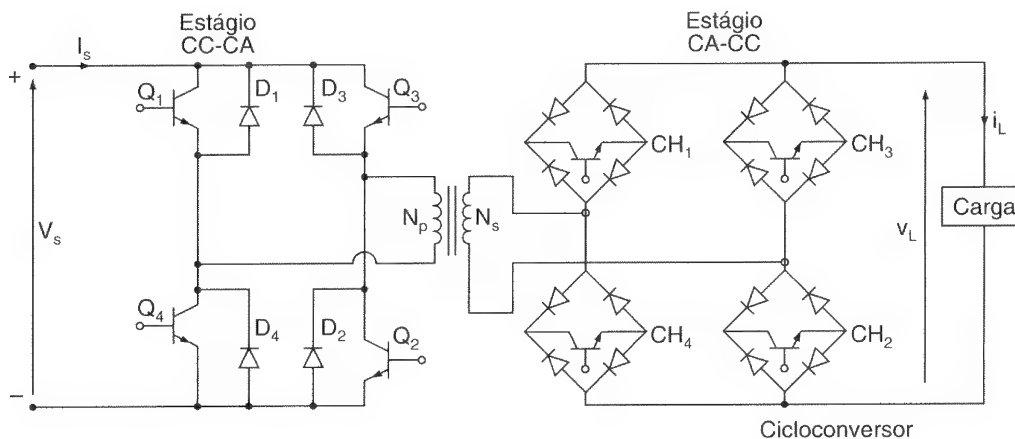 Estágio
CC-CA
Estágio
CA-CC
I_s
+
Q_1
D_1
D_3
Q_3
CH_1
CH_3
i_L
V_s
N_p
N_s
v_L
Carga
Q_4
D_4
D_2
Q_2
CH_4
CH_2
−
Cicloconversor